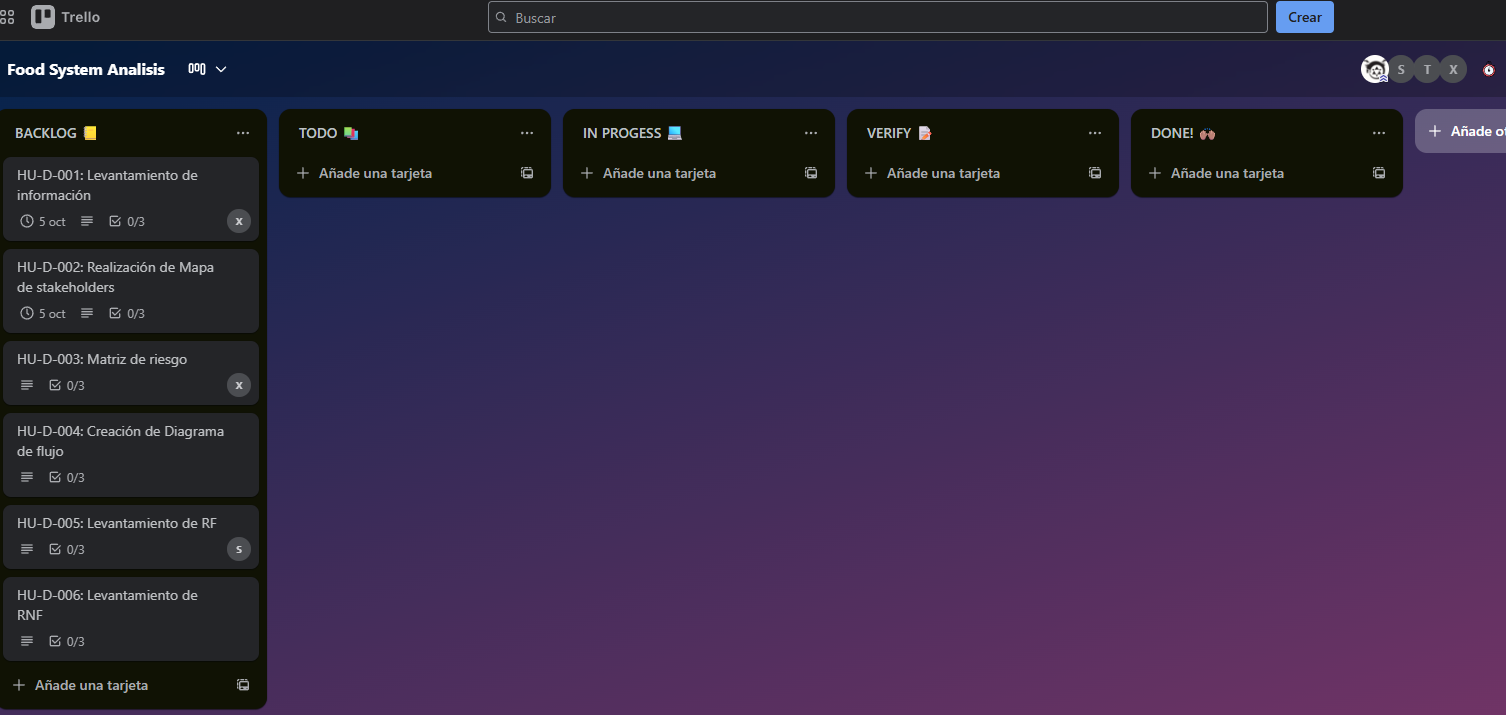 Trello
Buscar
Crear
Food System Analisis
S
T
X
BACKLOG 📒
HU-D-001: Levantamiento de
información
5 oct
0/3
X
HU-D-002: Realización de Mapa
de stakeholders
5 oct
0/3
HU-D-003: Matriz de riesgo
0/3
X
HU-D-004: Creación de Diagrama
de flujo
0/3
HU-D-005: Levantamiento de RF
0/3
S
HU-D-006: Levantamiento de
RNF
0/3
Añade una tarjeta
TODO 📚
Añade una tarjeta
IN PROGESS 💻
Añade una tarjeta
VERIFY 📝
Añade una tarjeta
DONE! 🙌🏽
Añade una tarjeta
Añade